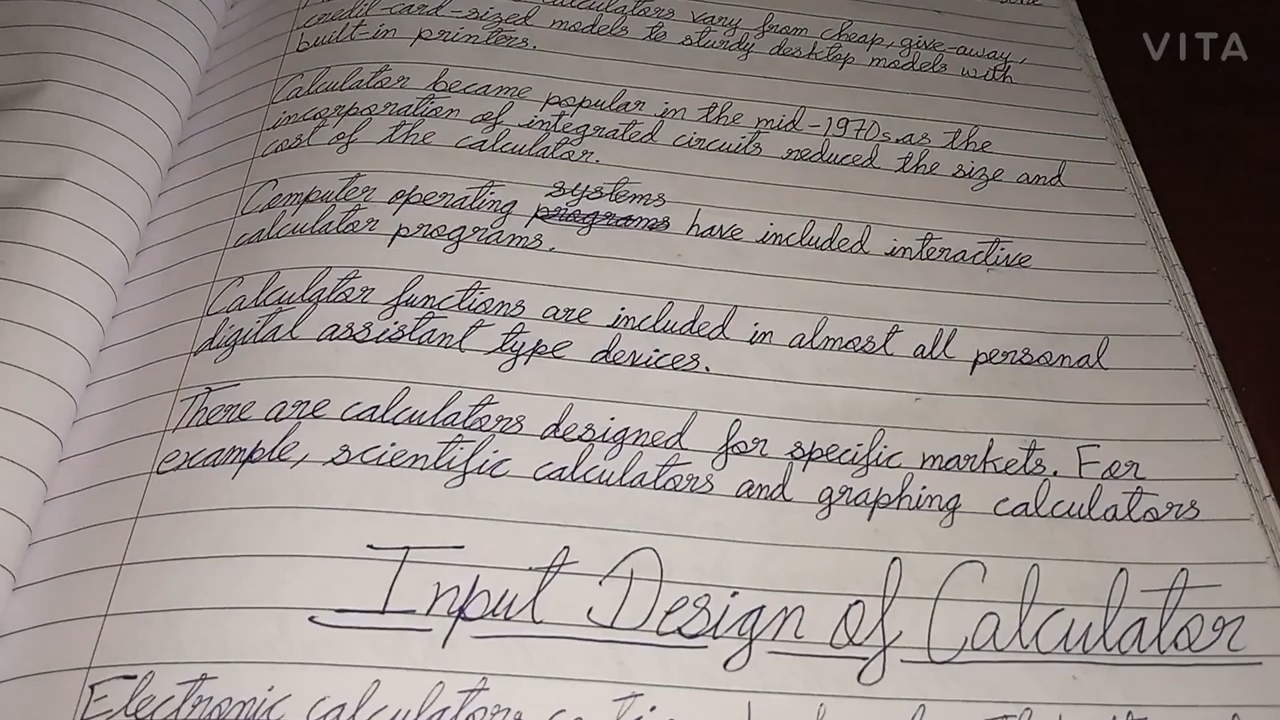 calculators vary from cheap, give-away,
credit-card-sized models to sturdy desktop models with
built-in printers.
Calculator became popular in the mid-1970s as the
incorporation of integrated circuits reduced the size and
cost of the calculator.
systems
Computer operating programs have included interactive
calculator programs.
Calculator functions are included in almost all personal
digital assistant type devices.
There are calculators designed for specific markets. For
example, scientific calculators and graphing calculators
Input Design of Calculator
Electronic calculators
VITA